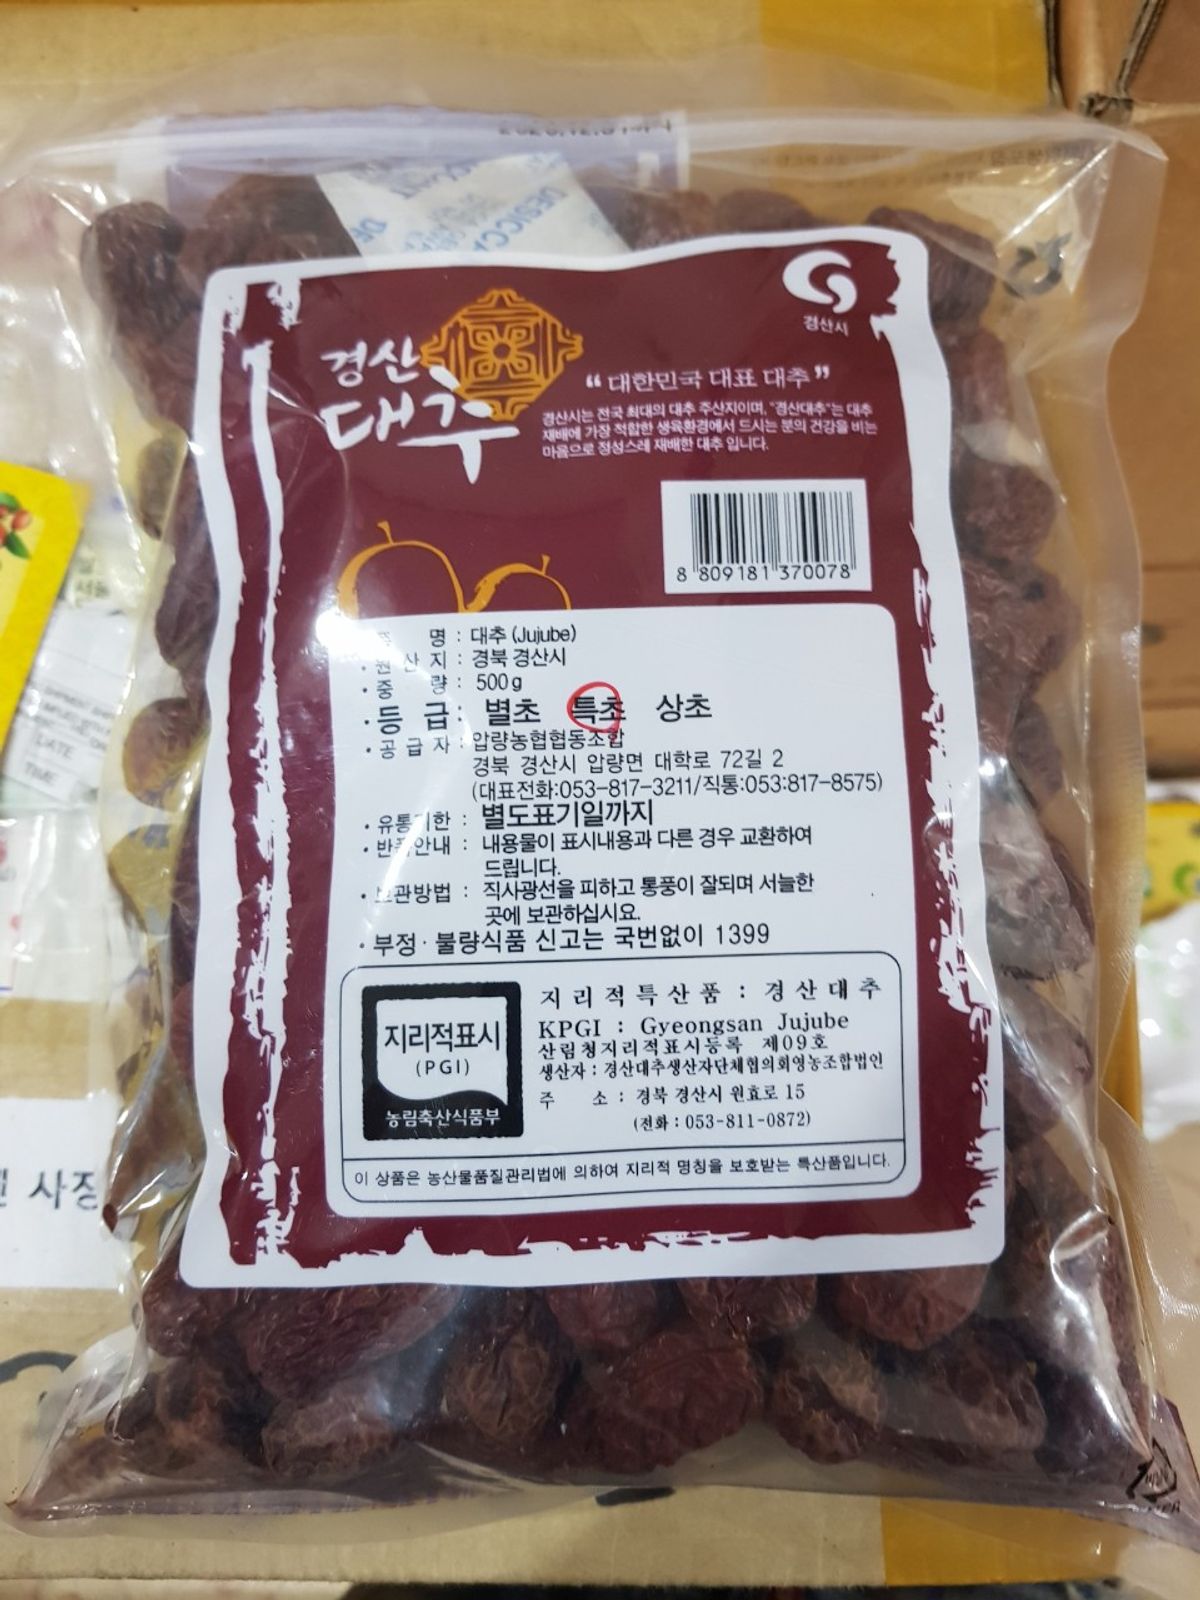 DESICCA
경산시
경산
대추
“대한민국 대표 대추”
경산시는 전국 최대의 대추 주산지이며, "경산대추"는 대추
재배에 가장 적합한 생육환경에서 드시는 분의 건강을 비는
마음으로 정성스레 재배한 대추 입니다.
8 809181 370078
명 : 대추 (Jujube)
· 원 산 지 : 경북 경산시
· 중 량 : 500g
· 등 급 : 별초 특초 상초
· 공 급 자 : 압량농협협동조합
경북 경산시 압량면 대학로 72길 2
(대표전화:053-817-3211/직통:053:817-8575)
· 유통기한 : 별도표기일까지
· 반품안내 : 내용물이 표시내용과 다른 경우 교환하여
드립니다.
· 보관방법 : 직사광선을 피하고 통풍이 잘되며 서늘한
곳에 보관하십시요.
· 부정 · 불량식품 신고는 국번없이 1399
지리적표시
(PGI)
농림축산식품부
지리적특산품 : 경산대추
KPGI : Gyeongsan Jujube
산림청지리적표시등록 제09호
생산자 : 경산대추생산자단체협의회영농조합법인
주 소 : 경북 경산시 원효로 15
(전화 : 053-811-0872)
이 상품은 농산물품질관리법에 의하여 지리적 명칭을 보호받는 특산품입니다.
DATE
TIME
사장